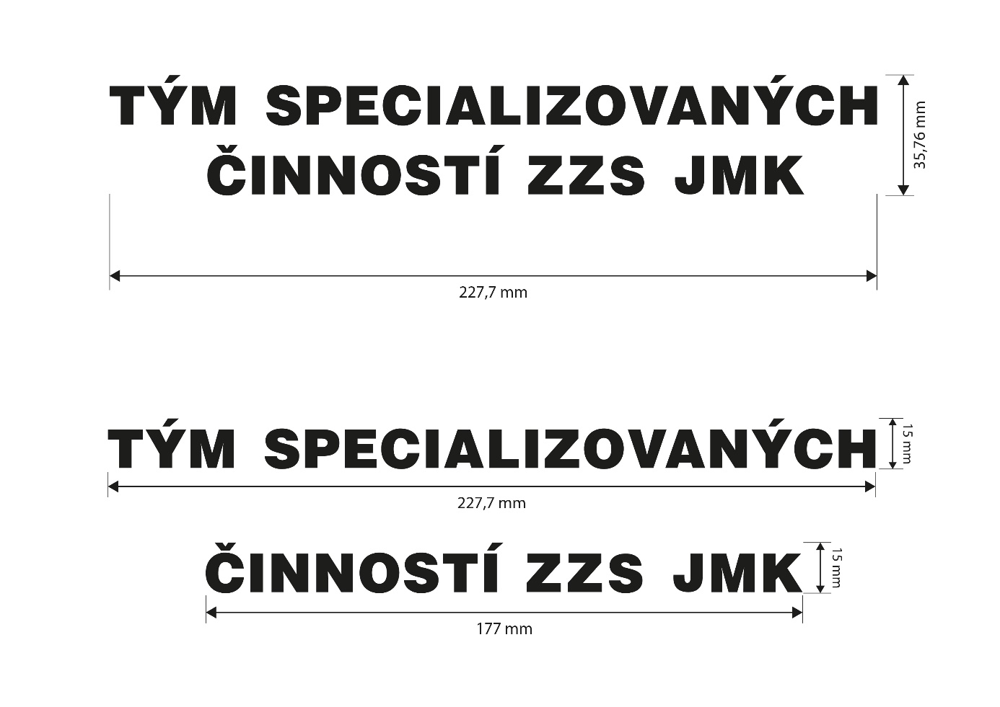 TÝM SPECIALIZOVANÝCH
ČINNOSTÍ ZZS JMK
35,76 mm
227,7 mm
TÝM SPECIALIZOVANÝCH
15 mm
227,7 mm
ČINNOSTÍ ZZS JMK
15 mm
177 mm